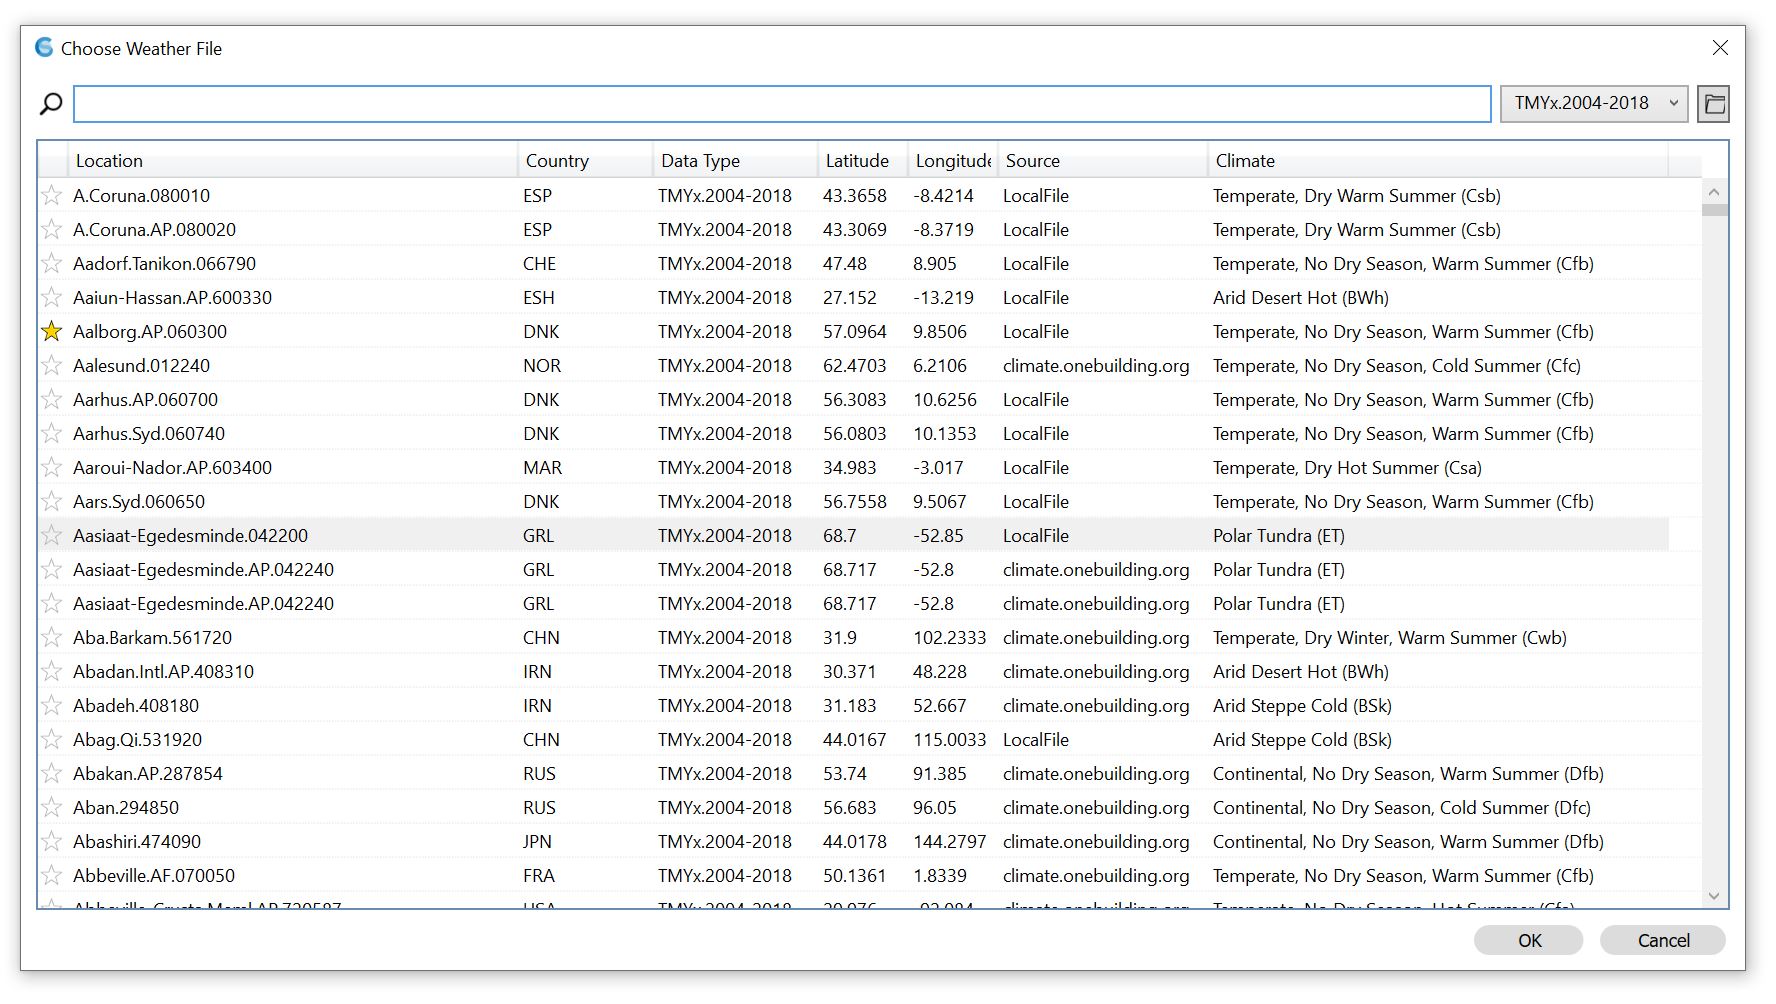 Choose Weather File
TMYx.2004-2018
Location Country Data Type Latitude Longitude Source Climate
A.Coruna.080010 ESP TMYx.2004-2018 43.3658 -8.4214 LocalFile Temperate, Dry Warm Summer (Csb)
A.Coruna.AP.080020 ESP TMYx.2004-2018 43.3069 -8.3719 LocalFile Temperate, Dry Warm Summer (Csb)
Aadorf.Tanikon.066790 CHE TMYx.2004-2018 47.48 8.905 LocalFile Temperate, No Dry Season, Warm Summer (Cfb)
Aaiun-Hassan.AP.600330 ESH TMYx.2004-2018 27.152 -13.219 LocalFile Arid Desert Hot (BWh)
Aalborg.AP.060300 DNK TMYx.2004-2018 57.0964 9.8506 LocalFile Temperate, No Dry Season, Warm Summer (Cfb)
Aalesund.012240 NOR TMYx.2004-2018 62.4703 6.2106 climate.onebuilding.org Temperate, No Dry Season, Cold Summer (Cfc)
Aarhus.AP.060700 DNK TMYx.2004-2018 56.3083 10.6256 LocalFile Temperate, No Dry Season, Warm Summer (Cfb)
Aarhus.Syd.060740 DNK TMYx.2004-2018 56.0803 10.1353 LocalFile Temperate, No Dry Season, Warm Summer (Cfb)
Aaroui-Nador.AP.603400 MAR TMYx.2004-2018 34.983 -3.017 LocalFile Temperate, Dry Hot Summer (Csa)
Aars.Syd.060650 DNK TMYx.2004-2018 56.7558 9.5067 LocalFile Temperate, No Dry Season, Warm Summer (Cfb)
Aasiaat-Egedesminde.042200 GRL TMYx.2004-2018 68.7 -52.85 LocalFile Polar Tundra (ET)
Aasiaat-Egedesminde.AP.042240 GRL TMYx.2004-2018 68.717 -52.8 climate.onebuilding.org Polar Tundra (ET)
Aasiaat-Egedesminde.AP.042240 GRL TMYx.2004-2018 68.717 -52.8 climate.onebuilding.org Polar Tundra (ET)
Aba.Barkam.561720 CHN TMYx.2004-2018 31.9 102.2333 climate.onebuilding.org Temperate, Dry Winter, Warm Summer (Cwb)
Abadan.Intl.AP.408310 IRN TMYx.2004-2018 30.371 48.228 climate.onebuilding.org Arid Desert Hot (BWh)
Abadeh.408180 IRN TMYx.2004-2018 31.183 52.667 climate.onebuilding.org Arid Steppe Cold (BSk)
Abag.Qi.531920 CHN TMYx.2004-2018 44.0167 115.0033 LocalFile Arid Steppe Cold (BSk)
Abakan.AP.287854 RUS TMYx.2004-2018 53.74 91.385 climate.onebuilding.org Continental, No Dry Season, Warm Summer (Dfb)
Aban.294850 RUS TMYx.2004-2018 56.683 96.05 climate.onebuilding.org Continental, No Dry Season, Cold Summer (Dfc)
Abashiri.474090 JPN TMYx.2004-2018 44.0178 144.2797 climate.onebuilding.org Continental, No Dry Season, Warm Summer (Dfb)
Abbeville.AF.070050 FRA TMYx.2004-2018 50.1361 1.8339 climate.onebuilding.org Temperate, No Dry Season, Warm Summer (Cfb)
OK Cancel